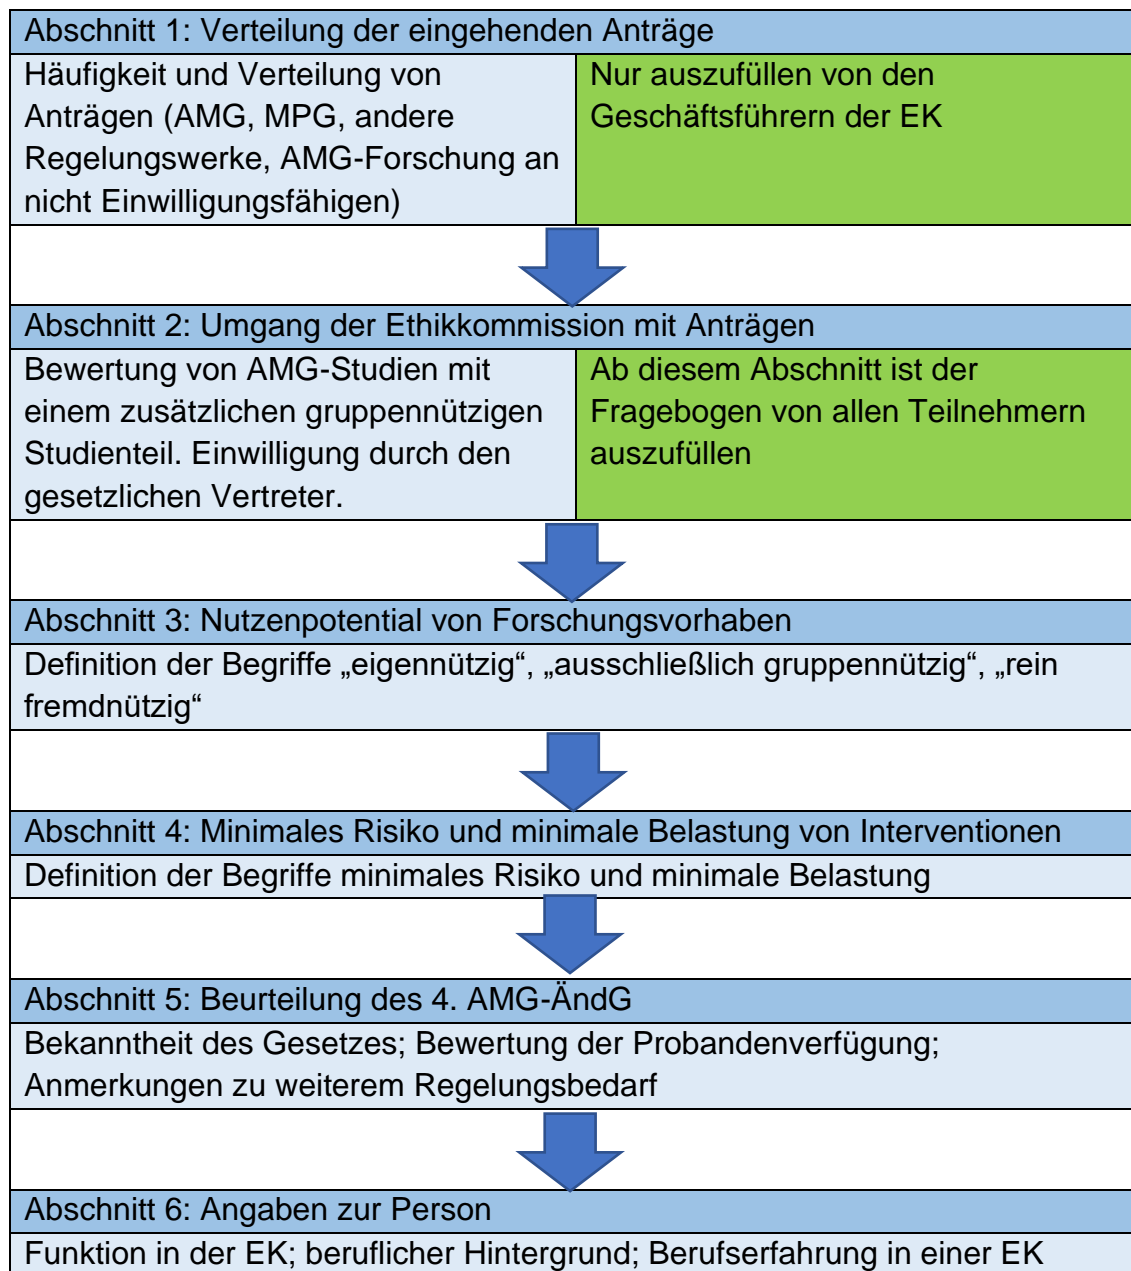 Abschnitt 1: Verteilung der eingehenden Anträge
Häufigkeit und Verteilung von
Anträgen (AMG, MPG, andere
Regelungswerke, AMG-Forschung an
nicht Einwilligungsfähigen)
Nur auszufüllen von den
Geschäftsführern der EK
Abschnitt 2: Umgang der Ethikkommission mit Anträgen
Bewertung von AMG-Studien mit
einem zusätzlichen gruppennützigen
Studienteil. Einwilligung durch den
gesetzlichen Vertreter.
Ab diesem Abschnitt ist der
Fragebogen von allen Teilnehmern
auszufüllen
Abschnitt 3: Nutzenpotential von Forschungsvorhaben
Definition der Begriffe „eigennützig“, „ausschließlich gruppennützig“, „rein
fremdnützig“
Abschnitt 4: Minimales Risiko und minimale Belastung von Interventionen
Definition der Begriffe minimales Risiko und minimale Belastung
Abschnitt 5: Beurteilung des 4. AMG-ÄndG
Bekanntheit des Gesetzes; Bewertung der Probandenverfügung;
Anmerkungen zu weiterem Regelungsbedarf
Abschnitt 6: Angaben zur Person
Funktion in der EK; beruflicher Hintergrund; Berufserfahrung in einer EK